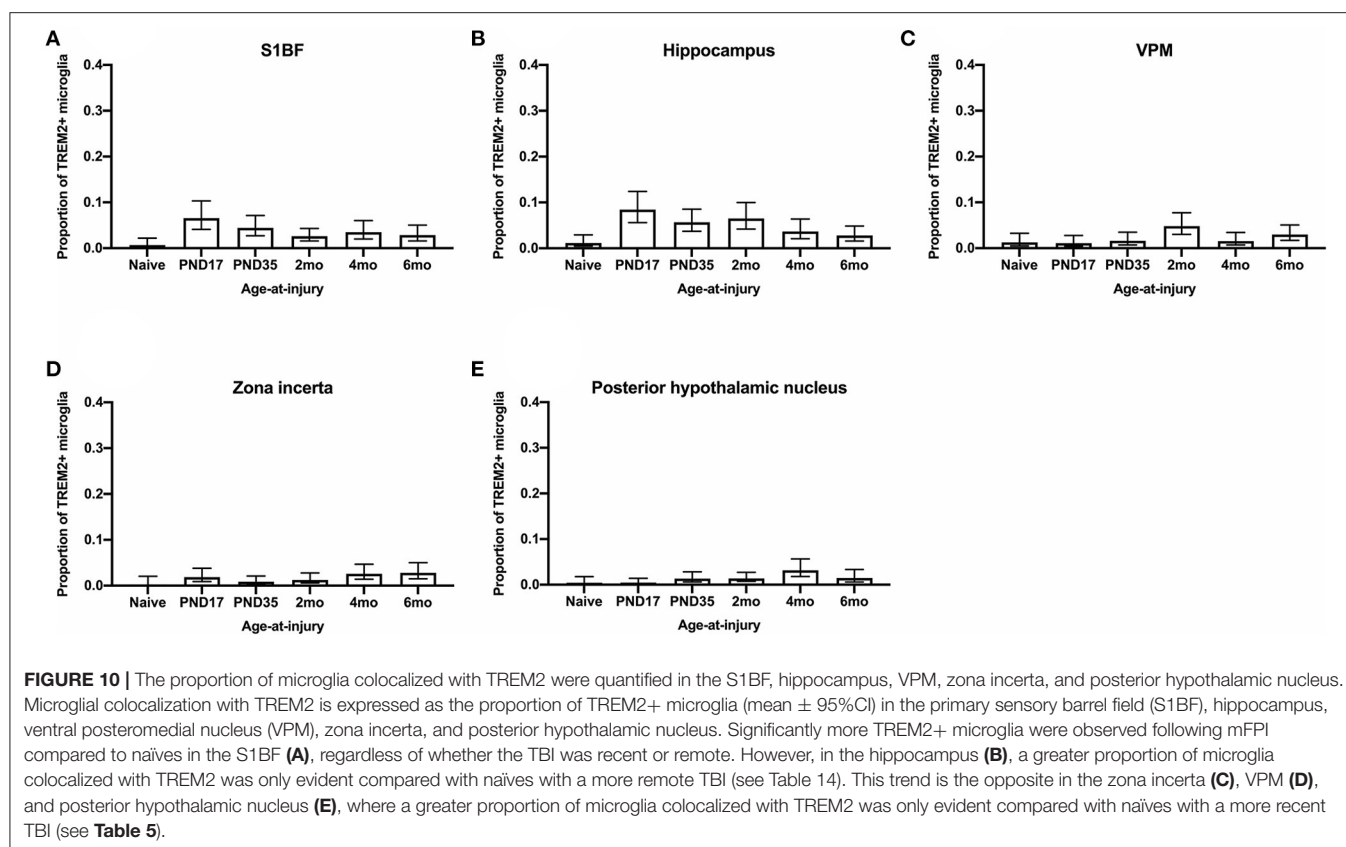 A
S1BF
Proportion of TREM2+ microglia
0.4
0.3
0.2
0.1
0.0
Naive PND17 PND35 2mo 4mo 6mo
Age-at-injury
B
Hippocampus
Proportion of TREM2+ microglia
0.4
0.3
0.2
0.1
0.0
Naive PND17 PND35 2mo 4mo 6mo
Age-at-injury
C
VPM
Proportion of TREM2+ microglia
0.4
0.3
0.2
0.1
0.0
Naive PND17 PND35 2mo 4mo 6mo
Age-at-injury
D
Zona incerta
Proportion of TREM2+ microglia
0.4
0.3
0.2
0.1
0.0
Naive PND17 PND35 2mo 4mo 6mo
Age-at-injury
E
Posterior hypothalamic nucleus
Proportion of TREM2+ microglia
0.4
0.3
0.2
0.1
0.0
Naive PND17 PND35 2mo 4mo 6mo
Age-at-injury
FIGURE 10 | The proportion of microglia colocalized with TREM2 were quantified in the S1BF, hippocampus, VPM, zona incerta, and posterior hypothalamic nucleus.
Microglial colocalization with TREM2 is expressed as the proportion of TREM2+ microglia (mean ± 95%CI) in the primary sensory barrel field (S1BF), hippocampus,
ventral posteromedial nucleus (VPM), zona incerta, and posterior hypothalamic nucleus. Significantly more TREM2+ microglia were observed following mFPI
compared to naïves in the S1BF (A), regardless of whether the TBI was recent or remote. However, in the hippocampus (B), a greater proportion of microglia
colocalized with TREM2 was only evident compared with naïves with a more remote TBI (see Table 14). This trend is the opposite in the zona incerta (C), VPM (D),
and posterior hypothalamic nucleus (E), where a greater proportion of microglia colocalized with TREM2 was only evident compared with naïves with a more recent
TBI (see Table 5).